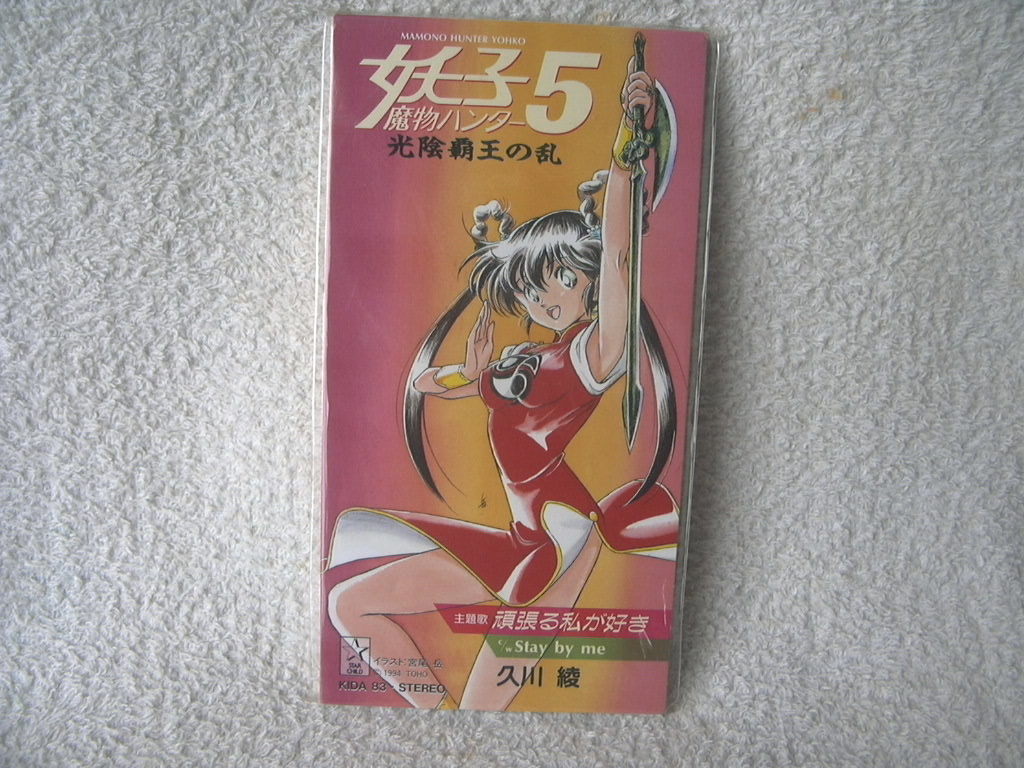 MAMONO HUNTER YOHKO
妖子5
魔物ハンター
光陰覇王の乱
主題歌 頑張る私が好き
c/w Stay by me
久川 綾
STAR CHILD
イラスト:宮尾 岳
© 1994 TOHO
KIDA 83・STEREO